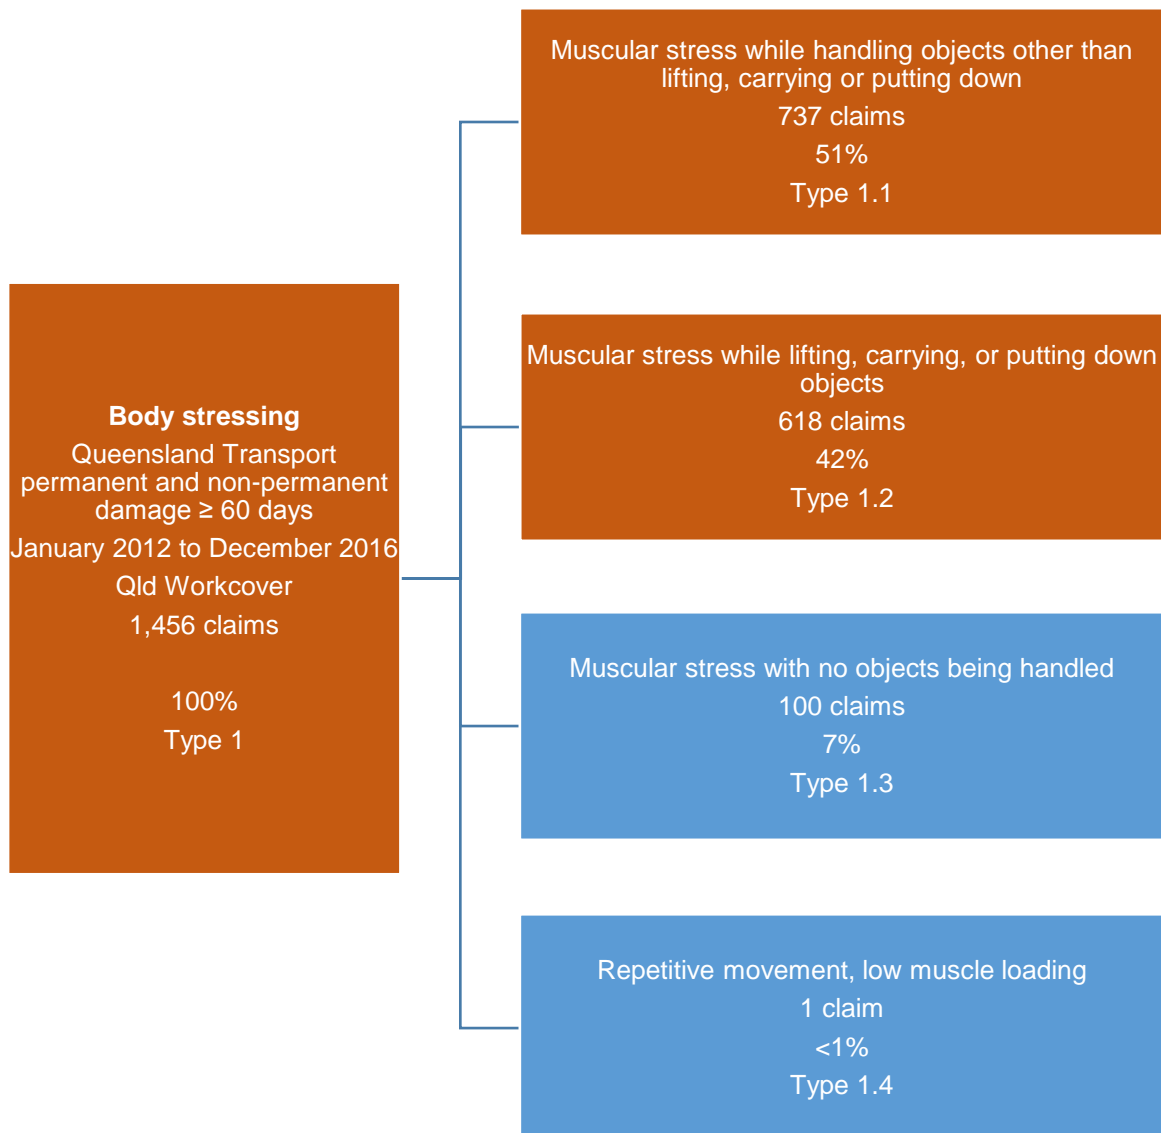 Body stressing
Queensland Transport
permanent and non-permanent
damage ≥ 60 days
January 2012 to December 2016
Qld Workcover
1,456 claims
100%
Type 1
Muscular stress while handling objects other than
lifting, carrying or putting down
737 claims
51%
Type 1.1
Muscular stress while lifting, carrying, or putting down
objects
618 claims
42%
Type 1.2
Muscular stress with no objects being handled
100 claims
7%
Type 1.3
Repetitive movement, low muscle loading
1 claim
<1%
Type 1.4